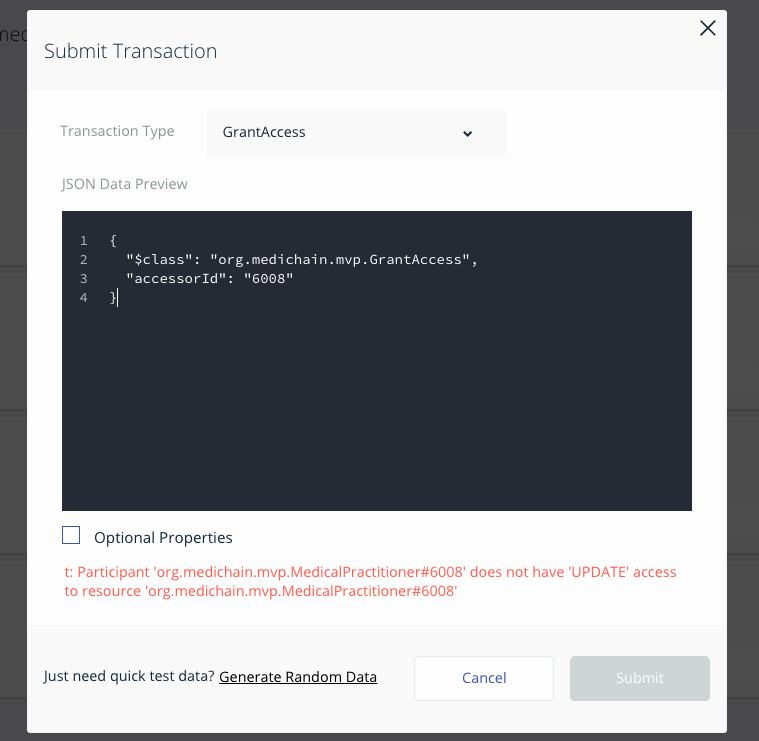 med
Submit Transaction
Transaction Type
GrantAccess
JSON Data Preview
1 {
2 "$class": "org.medichain.mvp.GrantAccess",
3 "accessorId": "6008"
4 }
Optional Properties
t: Participant 'org.medichain.mvp.MedicalPractitioner#6008' does not have 'UPDATE' access
to resource 'org.medichain.mvp.MedicalPractitioner#6008'
Just need quick test data? Generate Random Data
Cancel
Submit